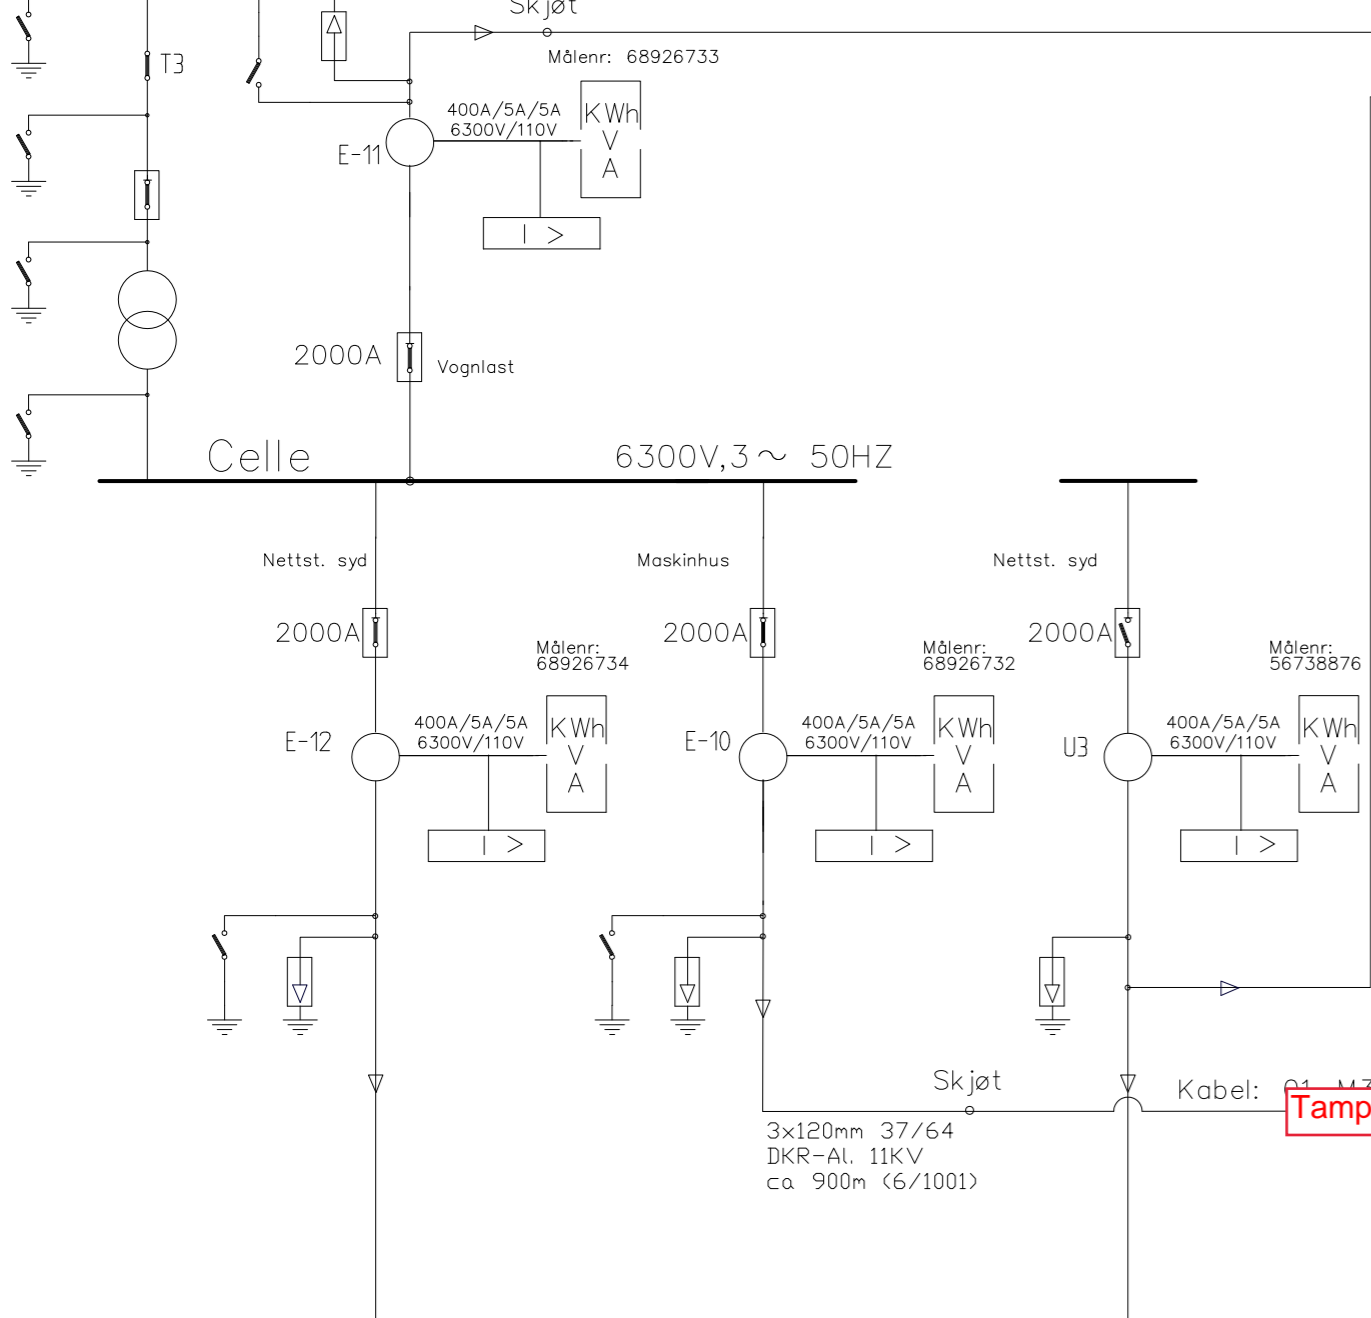 Skjøt
Målenr: 68926733
T3
400A/5A/5A
6300V/110V
KWh
V
A
E-11
I >
2000A
Vognlast
Celle
6300V,3~ 50HZ
Nettst. syd
Maskinhus
Nettst. syd
2000A
2000A
2000A
Målenr:
68926734
Målenr:
68926732
Målenr:
56738876
E-12
400A/5A/5A
6300V/110V
KWh
V
A
E-10
400A/5A/5A
6300V/110V
KWh
V
A
U3
400A/5A/5A
6300V/110V
KWh
V
A
I >
I >
I >
Skjøt
Kabel:
Tamp
3x120mm 37/64
DKR-AL. 11KV
ca 900m (6/1001)